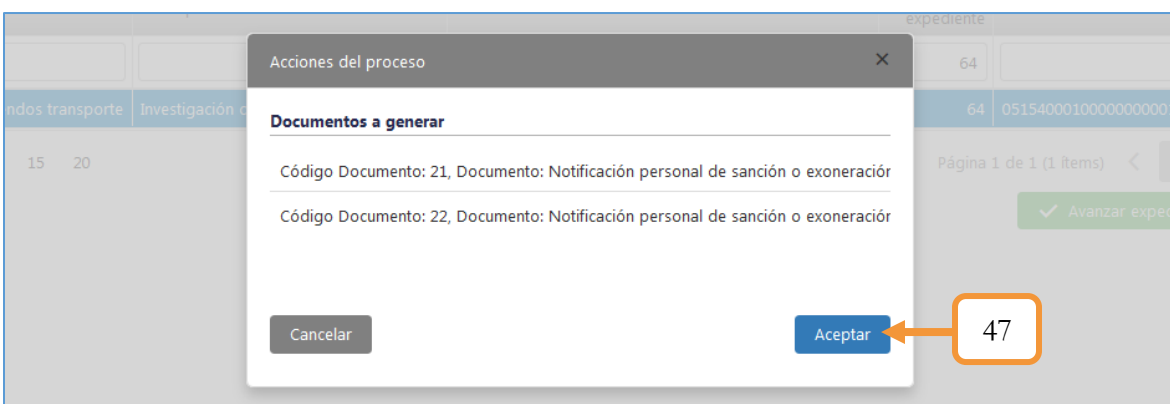 expediente
Acciones del proceso
64
ndos transporte Investigación 64 0515400010000000000
Documentos a generar
15 20 Página 1 de 1 (1 ítems)
Código Documento: 21, Documento: Notificación personal de sanción o exoneración
Código Documento: 22, Documento: Notificación personal de sanción o exoneración
Avanzar expe
Cancelar Aceptar 47